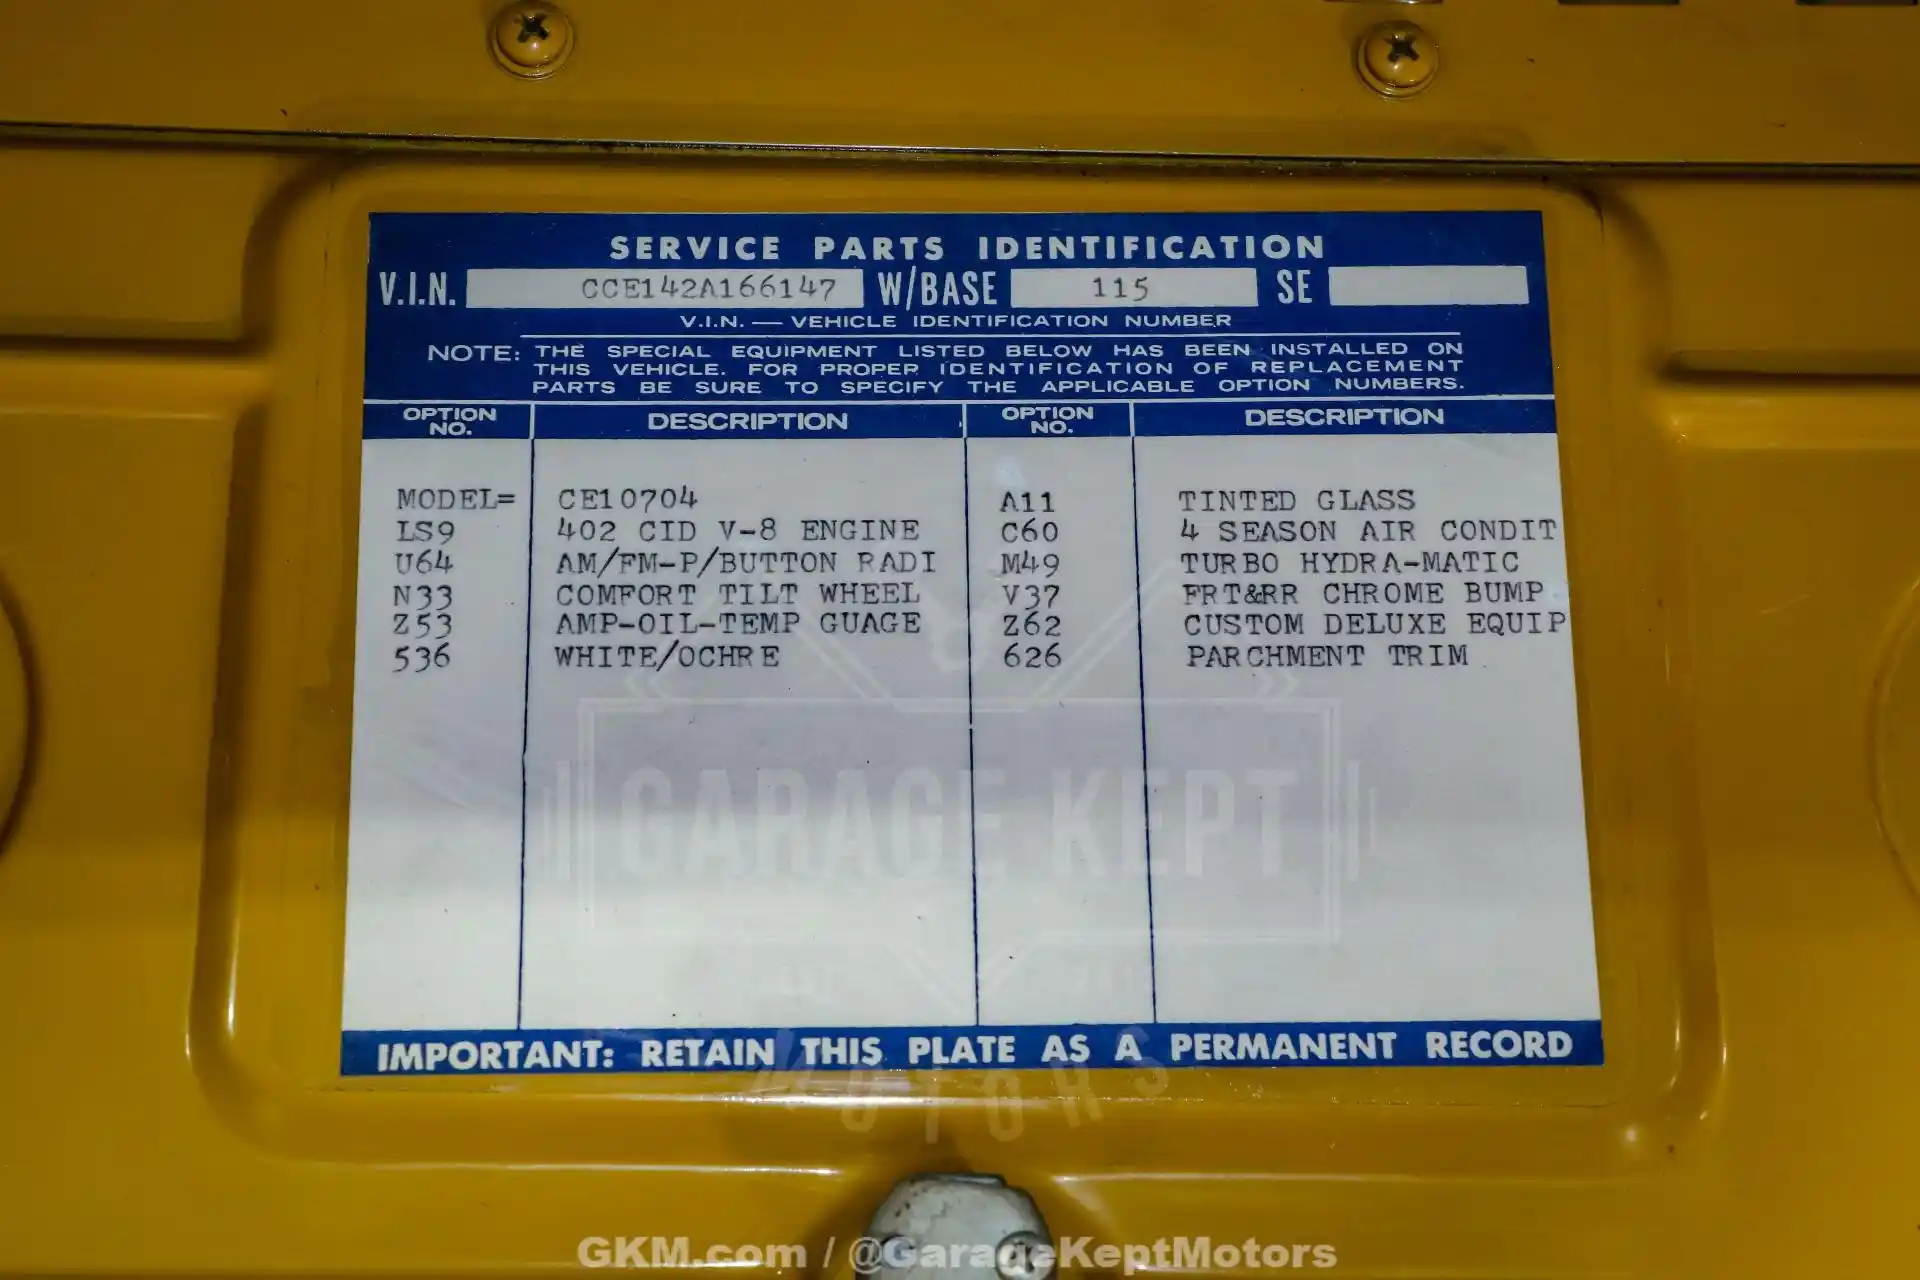 SERVICE PARTS IDENTIFICATION
V.I.N. CCE142A166147 W/BASE 115 SE
V.I.N. — VEHICLE IDENTIFICATION NUMBER
NOTE: THE SPECIAL EQUIPMENT LISTED BELOW HAS BEEN INSTALLED ON
THIS VEHICLE. FOR PROPER IDENTIFICATION OF REPLACEMENT
PARTS BE SURE TO SPECIFY THE APPLICABLE OPTION NUMBERS.
OPTION NO. DESCRIPTION OPTION NO. DESCRIPTION
MODEL= CE10704 A11 TINTED GLASS
LS9 402 CID V-8 ENGINE C60 4 SEASON AIR CONDIT
U64 AM/FM-P/BUTTON RADI M49 TURBO HYDRA-MATIC
N33 COMFORT TILT WHEEL V37 FRT&RR CHROME BUMP
Z53 AMP-OIL-TEMP GUAGE Z62 CUSTOM DELUXE EQUIP
536 WHITE/OCHRE 626 PARCHMENT TRIM
GARAGE KEPT
IMPORTANT: RETAIN THIS PLATE AS A PERMANENT RECORD
MOTORS
GKM.com / @GarageKeptMotors